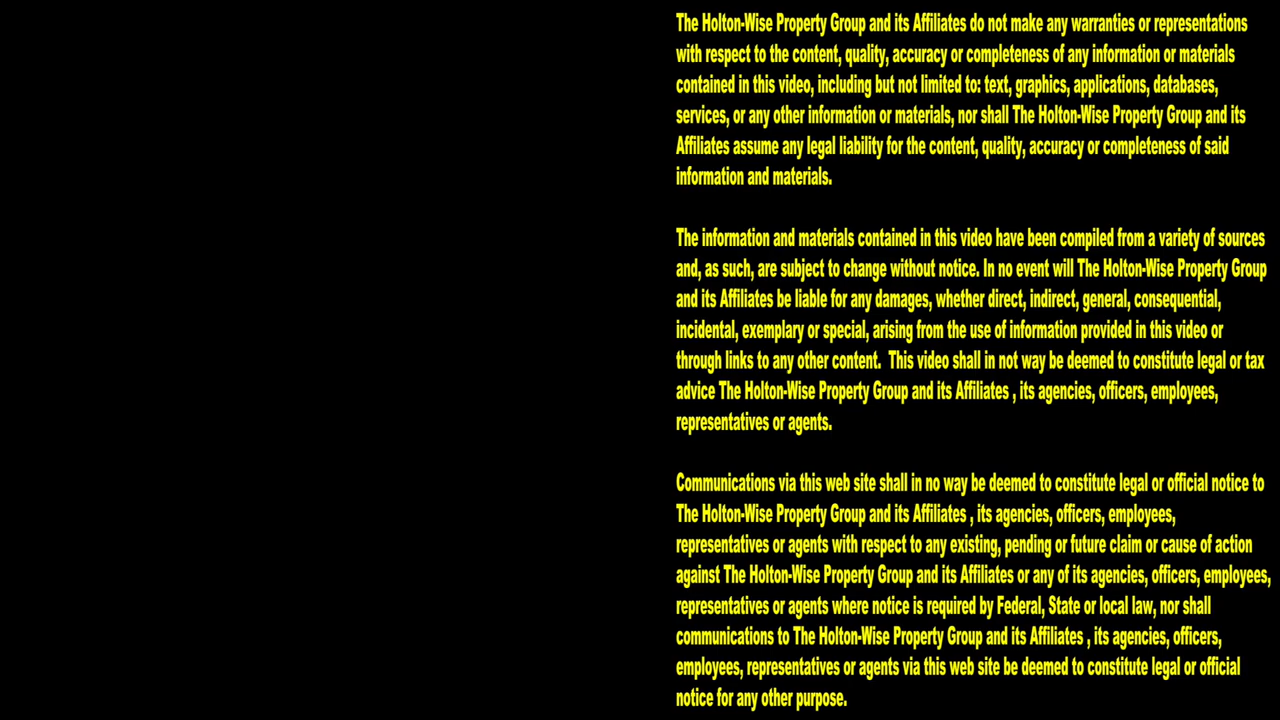 The Holton-Wise Property Group and its Affiliates do not make any warranties or representations
with respect to the content, quality, accuracy or completeness of any information or materials
contained in this video, including but not limited to: text, graphics, applications, databases,
services, or any other information or materials, nor shall The Holton-Wise Property Group and its
Affiliates assume any legal liability for the content, quality, accuracy or completeness of said
information and materials.
The information and materials contained in this video have been compiled from a variety of sources
and, as such, are subject to change without notice. In no event will The Holton-Wise Property Group
and its Affiliates be liable for any damages, whether direct, indirect, general, consequential,
incidental, exemplary or special, arising from the use of information provided in this video or
through links to any other content.  This video shall in not way be deemed to constitute legal or tax
advice The Holton-Wise Property Group and its Affiliates , its agencies, officers, employees,
representatives or agents.
Communications via this web site shall in no way be deemed to constitute legal or official notice to
The Holton-Wise Property Group and its Affiliates , its agencies, officers, employees,
representatives or agents with respect to any existing, pending or future claim or cause of action
against The Holton-Wise Property Group and its Affiliates or any of its agencies, officers, employees,
representatives or agents where notice is required by Federal, State or local law, nor shall
communications to The Holton-Wise Property Group and its Affiliates , its agencies, officers,
employees, representatives or agents via this web site be deemed to constitute legal or official
notice for any other purpose.